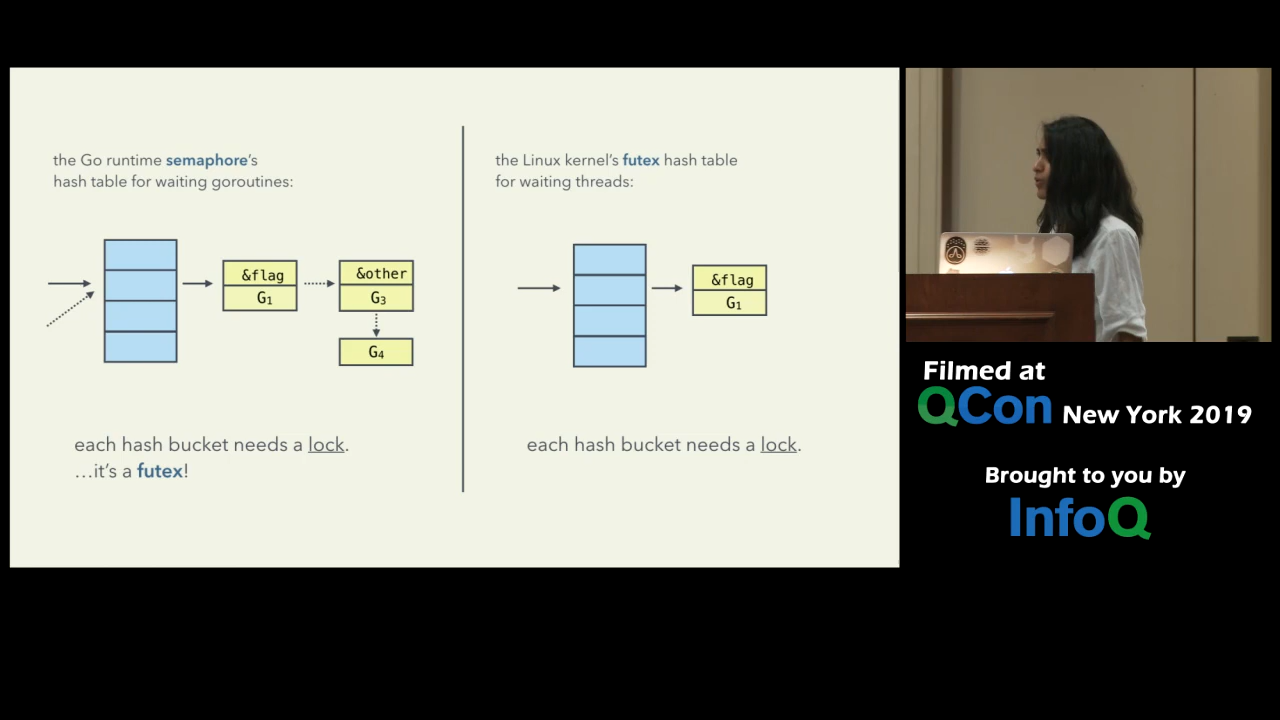 the Go runtime semaphore's
hash table for waiting goroutines:
&flag
G₁
&other
G₃
G₄
each hash bucket needs a lock.
...it's a futex!
the Linux kernel's futex hash table
for waiting threads:
&flag
G₁
each hash bucket needs a lock.
Filmed at
QCon New York 2019
Brought to you by
InfoQ